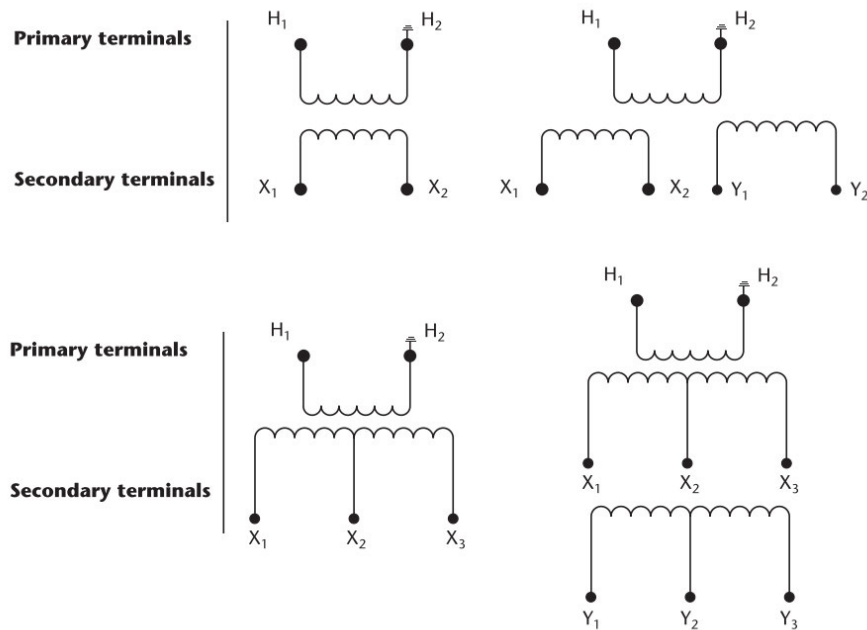 H₁ H₂ H₁ H₂
Primary terminals
Secondary terminals
X₁ X₂ X₁ X₂ Y₁ Y₂
H₁ H₂
H₁ H₂
Primary terminals
X₁ X₂ X₃
Secondary terminals
X₁ X₂ X₃
Y₁ Y₂ Y₃